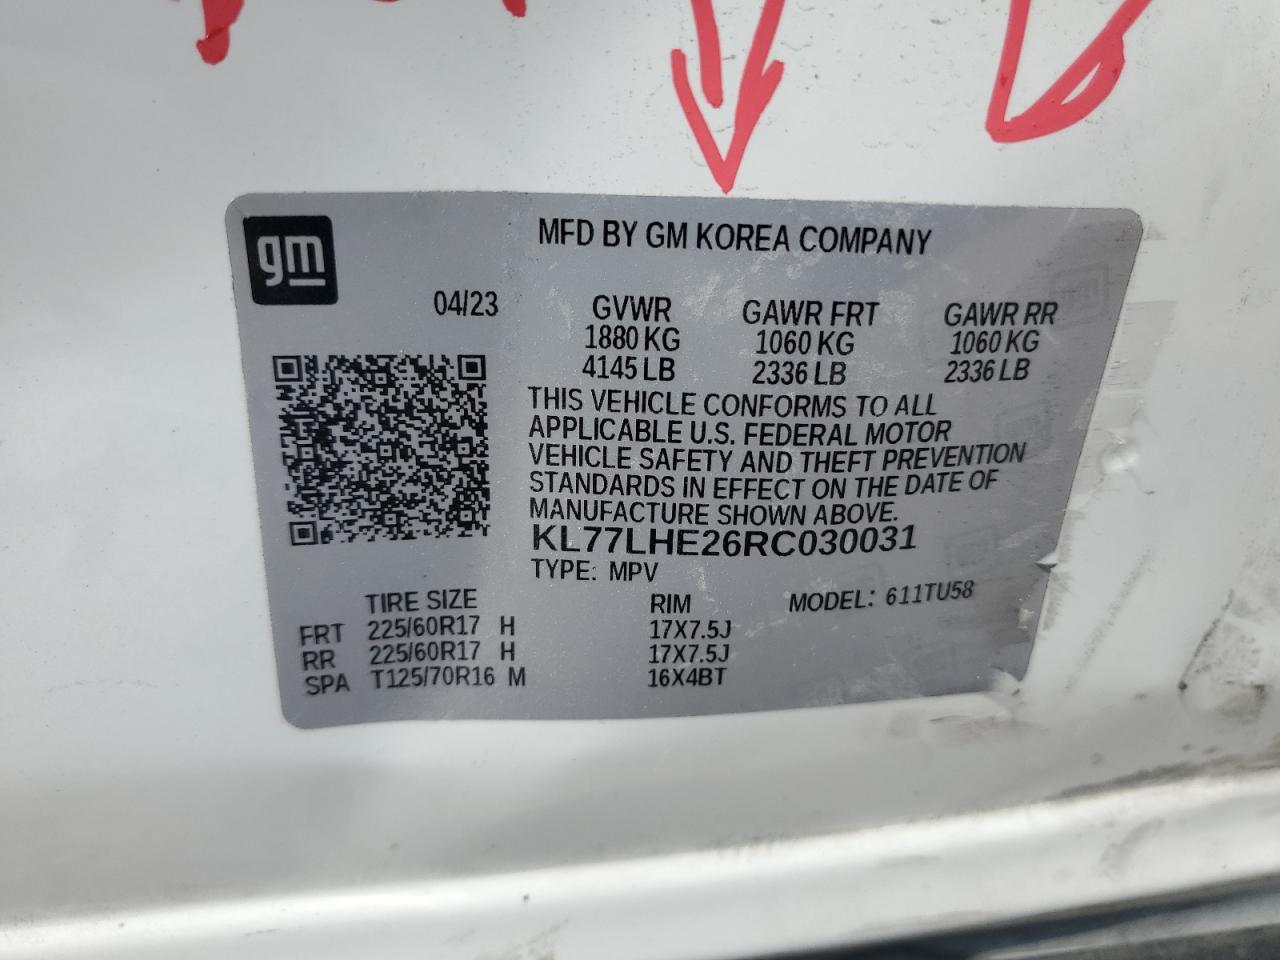 gm
MFD BY GM KOREA COMPANY
04/23
GVWR GAWR FRT GAWR RR
1880 KG 1060 KG 1060 KG
4145 LB 2336 LB 2336 LB
THIS VEHICLE CONFORMS TO ALL
APPLICABLE U.S. FEDERAL MOTOR
VEHICLE SAFETY AND THEFT PREVENTION
STANDARDS IN EFFECT ON THE DATE OF
MANUFACTURE SHOWN ABOVE.
KL77LHE26RC030031
TYPE: MPV
MODEL: 611TU58
TIRE SIZE RIM
FRT 225/60R17 H 17X7.5J
RR 225/60R17 H 17X7.5J
SPA T125/70R16 M 16X4BT